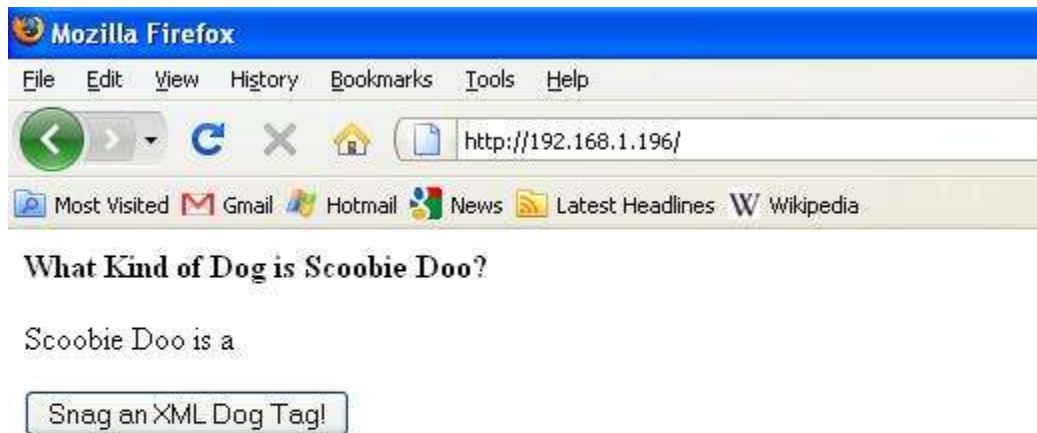 Mozilla Firefox
File Edit View History Bookmarks Tools Help
http://192.168.1.196/
Most Visited Gmail Hotmail News Latest Headlines W Wikipedia
What Kind of Dog is Scoobie Doo?
Scoobie Doo is a
Snag an XML Dog Tag!